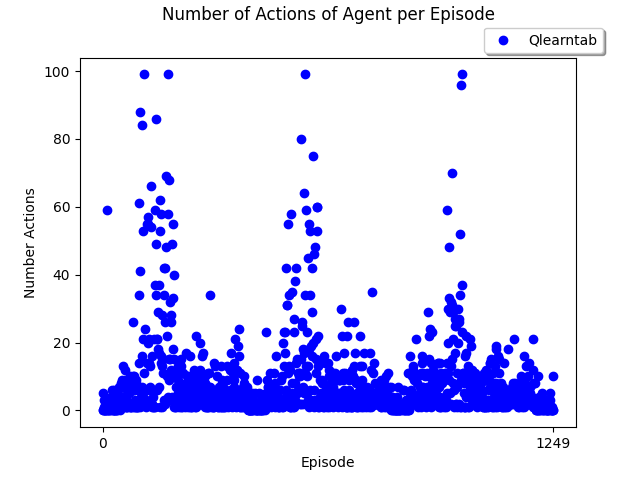 Number of Actions of Agent per Episode
Qlearntab
100
80
60
40
20
0
Number Actions
0
1249
Episode